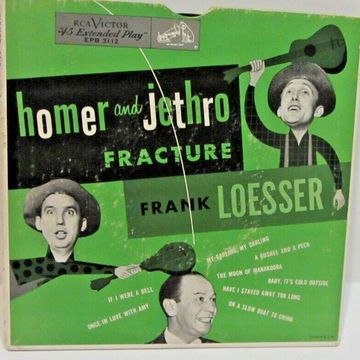 RCA VICTOR
"45 Extended Play"
EPB 3112
homer and jethro
FRACTURE
FRANK LOESSER
MY DARLING, MY DARLING
A BUSHEL AND A PECK
THE MOON OF MANAKOORA
IF I WERE A BELL
BABY, IT'S COLD OUTSIDE
HAVE I STAYED AWAY TOO LONG
ONCE IN LOVE WITH AMY
ON A SLOW BOAT TO CHINA